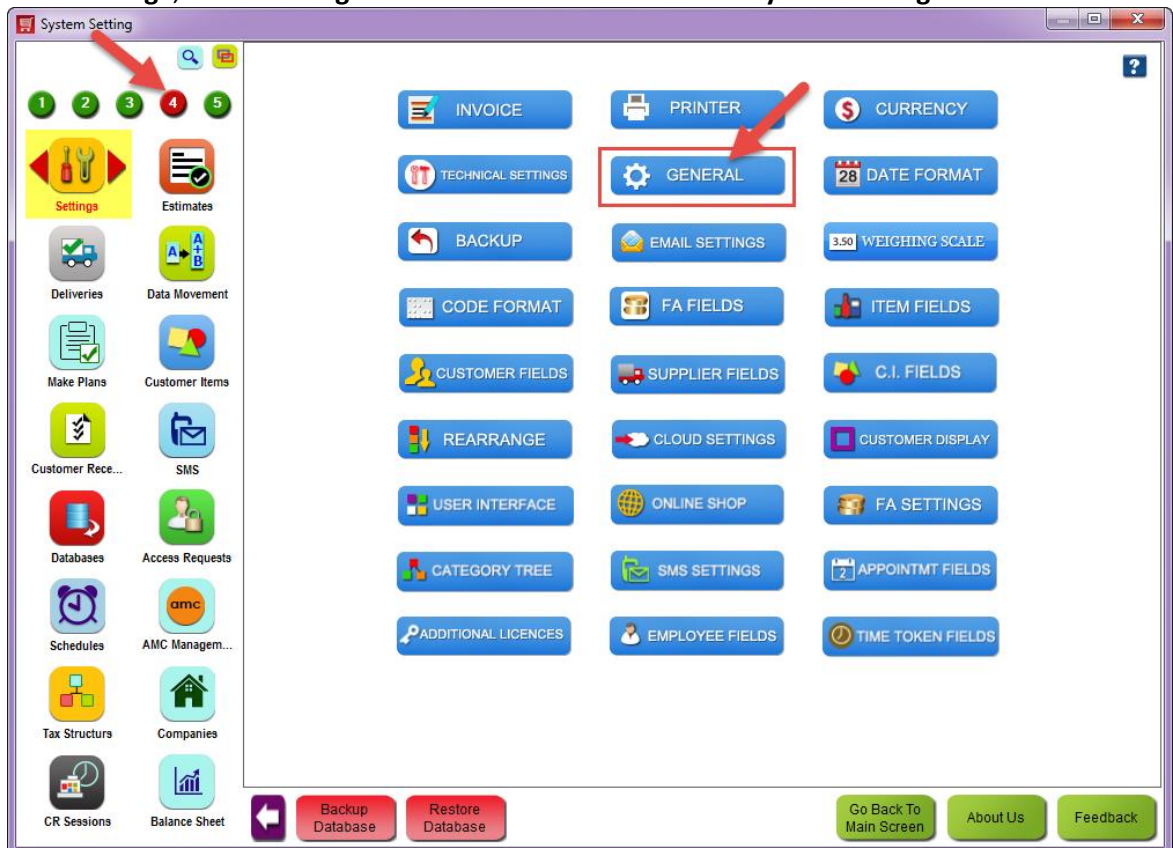 System Setting
1 2 3 4 5
Settings Estimates
Deliveries Data Movement
Make Plans Customer Items
Customer Rece... SMS
Databases Access Requests
Schedules AMC Managem...
Tax Structure Companies
CR Sessions Balance Sheet
A A+B
amc
?
INVOICE PRINTER $ CURRENCY
TECHNICAL SETTINGS GENERAL 28 DATE FORMAT
BACKUP EMAIL SETTINGS 3.50 WEIGHING SCALE
CODE FORMAT FA FIELDS ITEM FIELDS
CUSTOMER FIELDS SUPPLIER FIELDS C.I. FIELDS
REARRANGE CLOUD SETTINGS CUSTOMER DISPLAY
USER INTERFACE ONLINE SHOP FA SETTINGS
CATEGORY TREE SMS SETTINGS 2 APPOINTMT FIELDS
ADDITIONAL LICENCES EMPLOYEE FIELDS TIME TOKEN FIELDS
Backup Database Restore Database Go Back To Main Screen About Us Feedback